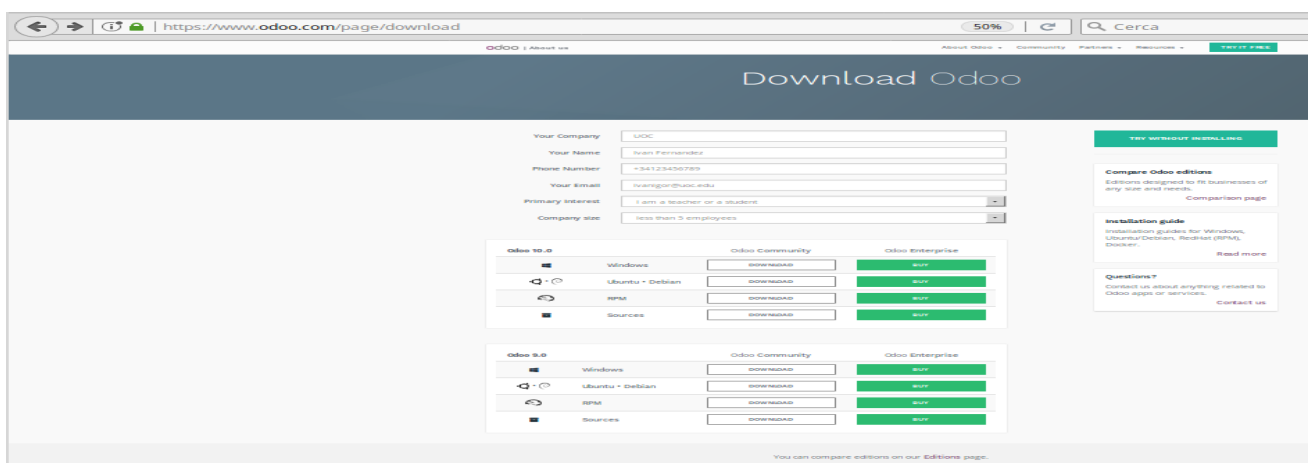 https://www.odoo.com/page/download
50%
Cerca
odoo | About us
About Odoo Community Partners Resources TRY IT FREE
Download Odoo
Your Company UOC
Your Name Ivan Fernandez
Phone Number +34123456789
Your Email ivanigor@uoc.edu
Primary Interest I am a teacher or a student
Company size less than 5 employees
TRY WITHOUT INSTALLING
Compare Odoo editions
Editions designed to fit businesses of
any size and needs.
Comparison page
Installation guide
Installation guides for Windows,
Ubuntu/Debian, RedHat (RPM),
Docker.
Read more
Questions?
Contact us about anything related to
Odoo apps or services.
Contact us
Odoo 10.0 Odoo Community Odoo Enterprise
Windows DOWNLOAD BUY
Ubuntu + Debian DOWNLOAD BUY
RPM DOWNLOAD BUY
Sources DOWNLOAD BUY
Odoo 9.0 Odoo Community Odoo Enterprise
Windows DOWNLOAD BUY
Ubuntu + Debian DOWNLOAD BUY
RPM DOWNLOAD BUY
Sources DOWNLOAD BUY
You can compare editions on our Editions page.